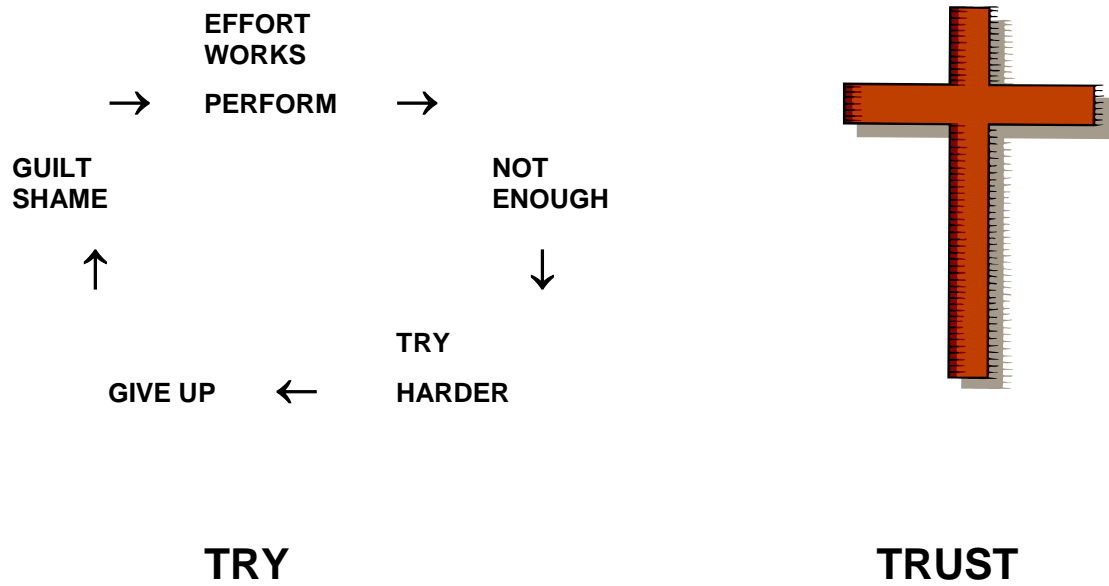 EFFORT
WORKS
→ PERFORM →
GUILT
SHAME
NOT
ENOUGH
↑ ↓
TRY
GIVE UP ← HARDER
TRY TRUST